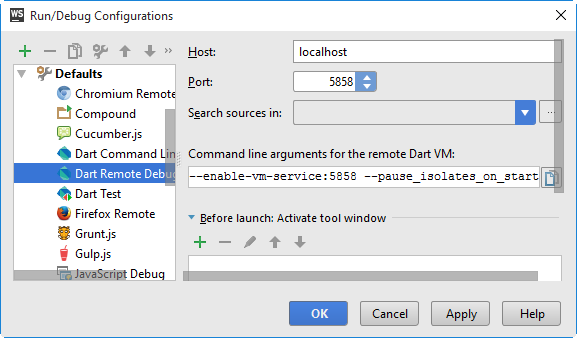 WS Run/Debug Configurations
Defaults
Chromium Remote
Compound
Cucumber.js
Dart Command Lin
Dart Remote Debug
Dart Test
Firefox Remote
Grunt.js
Gulp.js
JavaScript Debug
Host: localhost
Port: 5858
Search sources in:
...
Command line arguments for the remote Dart VM:
--enable-vm-service:5858 --pause_isolates_on_start
Before launch: Activate tool window
OK Cancel Apply Help